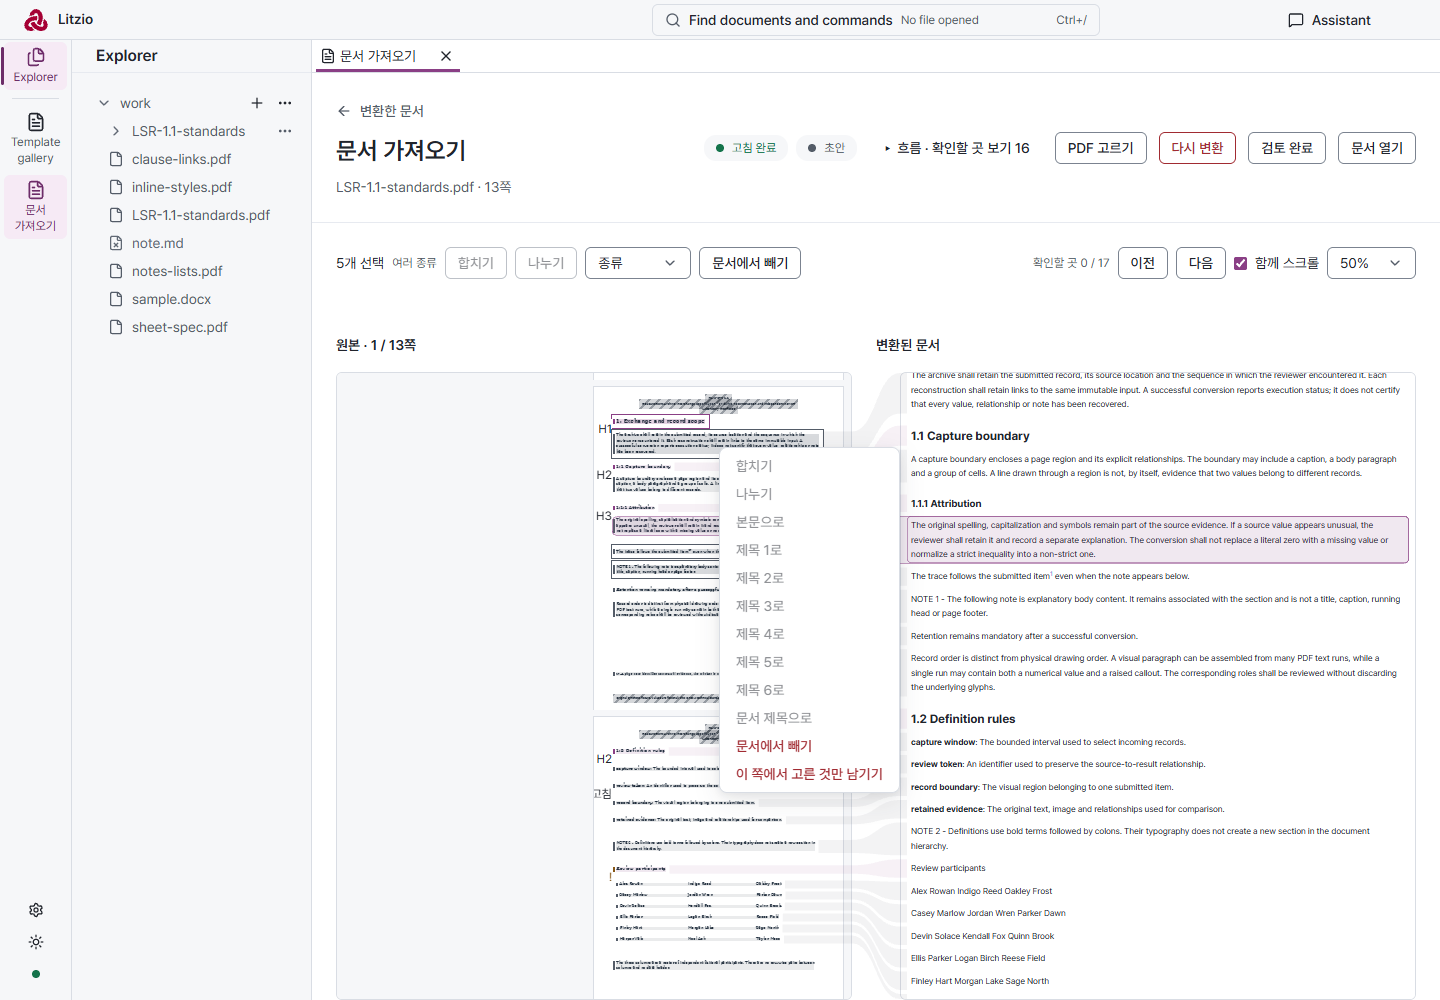 Litzio
Find documents and commands No file opened Ctrl+/
Assistant
Explorer
Template gallery
문서 가져오기
Explorer
work
LSR-1.1-standards
clause-links.pdf
inline-styles.pdf
LSR-1.1-standards.pdf
note.md
notes-lists.pdf
sample.docx
sheet-spec.pdf
문서 가져오기
변환한 문서
문서 가져오기
고침 완료
초안
흐름 · 확인할 곳 보기 16
PDF 고르기
다시 변환
검토 완료
문서 열기
LSR-1.1-standards.pdf · 13쪽
5개 선택 여러 종류 합치기 나누기 종류 문서에서 빼기
확인할 곳 0 / 17 이전 다음 함께 스크롤 50%
원본 · 1 / 13쪽
H1
1. Exchange and record scope
H2
1.1 Capture boundary
H3
1.1.1 Attribution
H2
1.2 Definition rules
고침
!
Review participants
합치기
나누기
본문으로
제목 1로
제목 2로
제목 3로
제목 4로
제목 5로
제목 6로
문서 제목으로
문서에서 빼기
이 쪽에서 고른 것만 남기기
변환된 문서
The archive shall retain the submitted record, its source location and the sequence in which the reviewer encountered it. Each
reconstruction shall retain links to the same immutable input. A successful conversion reports execution status; it does not certify
that every value, relationship or note has been recovered.
1.1 Capture boundary
A capture boundary encloses a page region and its explicit relationships. The boundary may include a caption, a body paragraph
and a group of cells. A line drawn through a region is not, by itself, evidence that two values belong to different records.
1.1.1 Attribution
The original spelling, capitalization and symbols remain part of the source evidence. If a source value appears unusual, the
reviewer shall retain it and record a separate explanation. The conversion shall not replace a literal zero with a missing value or
normalize a strict inequality into a non-strict one.
The trace follows the submitted item¹ even when the note appears below.
NOTE 1 - The following note is explanatory body content. It remains associated with the section and is not a title, caption, running
head or page footer.
Retention remains mandatory after a successful conversion.
Record order is distinct from physical drawing order. A visual paragraph can be assembled from many PDF text runs, while a
single run may contain both a numerical value and a raised callout. The corresponding roles shall be reviewed without discarding
the underlying glyphs.
1.2 Definition rules
capture window: The bounded interval used to select incoming records.
review token: An identifier used to preserve the source-to-result relationship.
record boundary: The visual region belonging to one submitted item.
retained evidence: The original text, image and relationships used for comparison.
NOTE 2 - Definitions use bold terms followed by colons. Their typography does not create a new section in the document
hierarchy.
Review participants
Alex Rowan Indigo Reed Oakley Frost
Casey Marlow Jordan Wren Parker Dawn
Devin Solace Kendall Fox Quinn Brook
Ellis Parker Logan Birch Reese Field
Finley Hart Morgan Lake Sage North